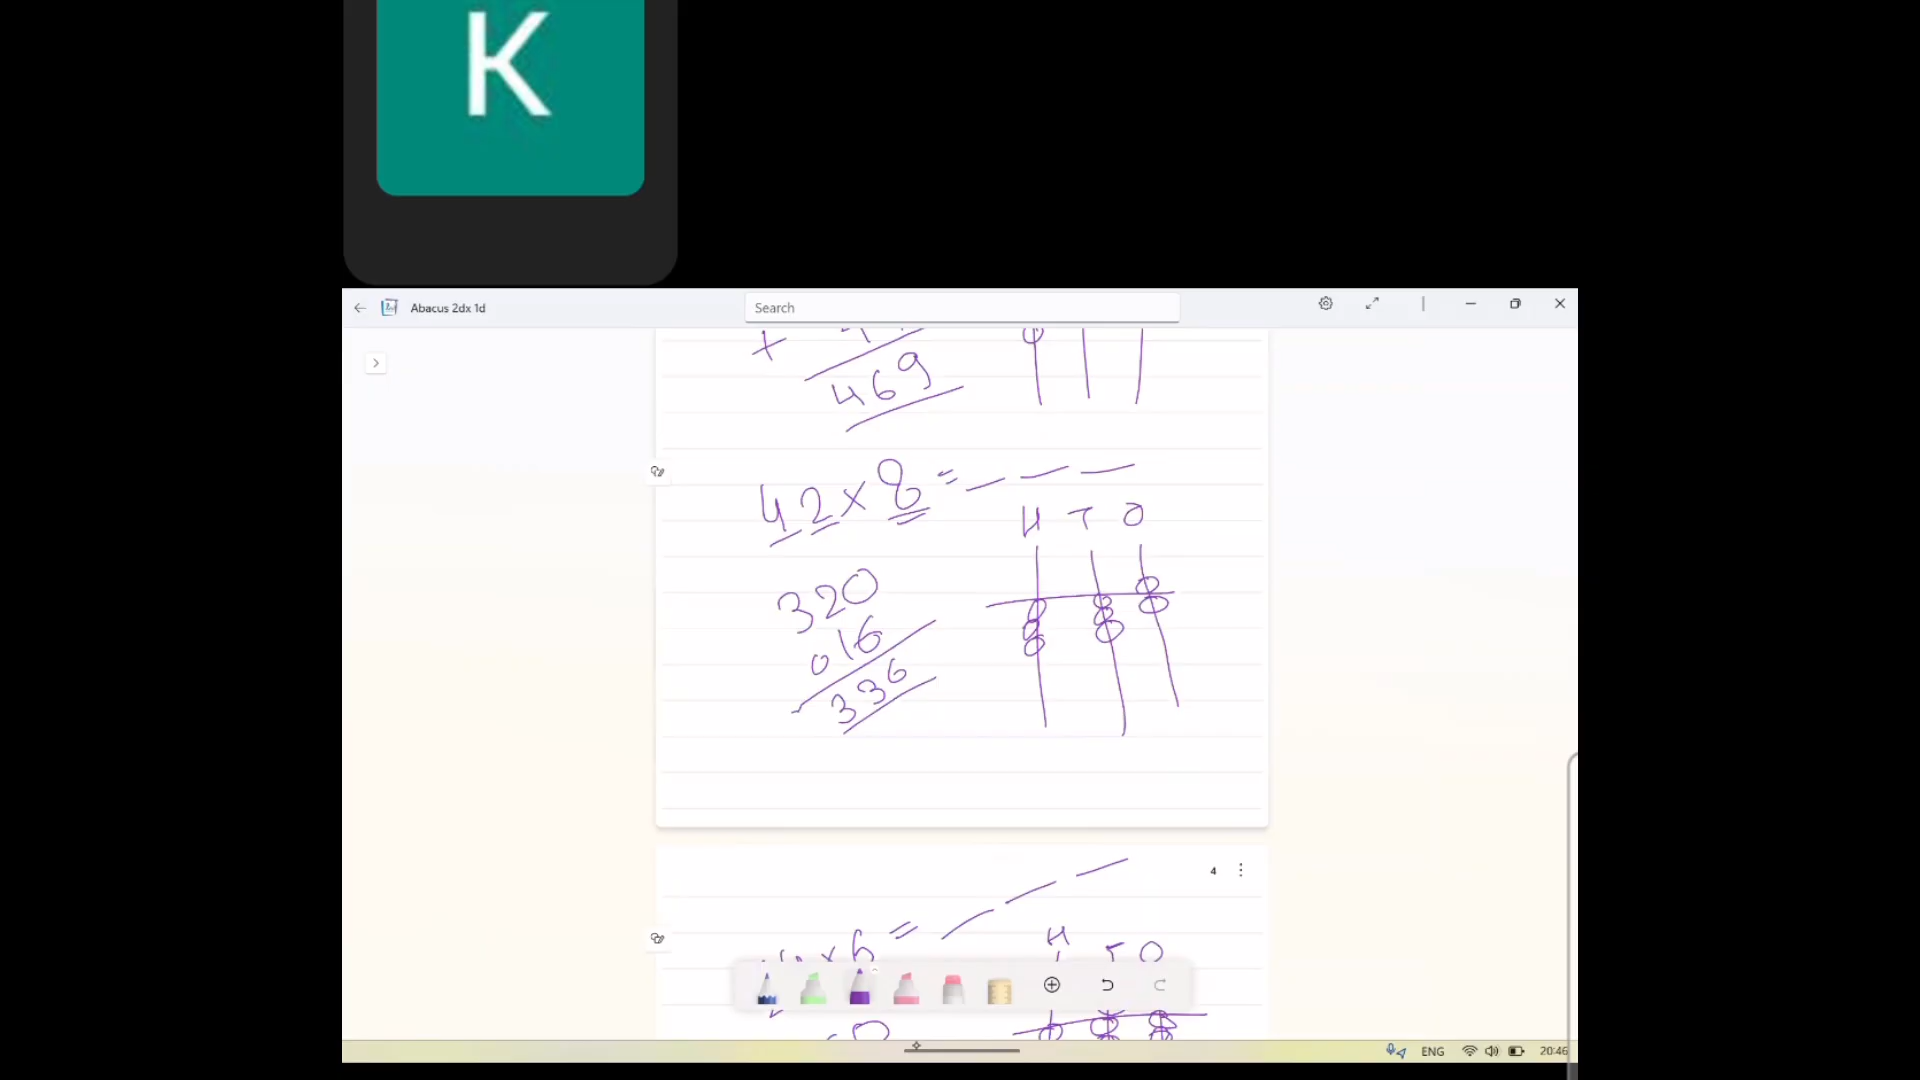 K
Abacus 2dx 1d
Search
+
469
42 x 8 = _ _ _
H T O
320
016
336
4
x 6 = _ _ _
H T O
ENG
20:46